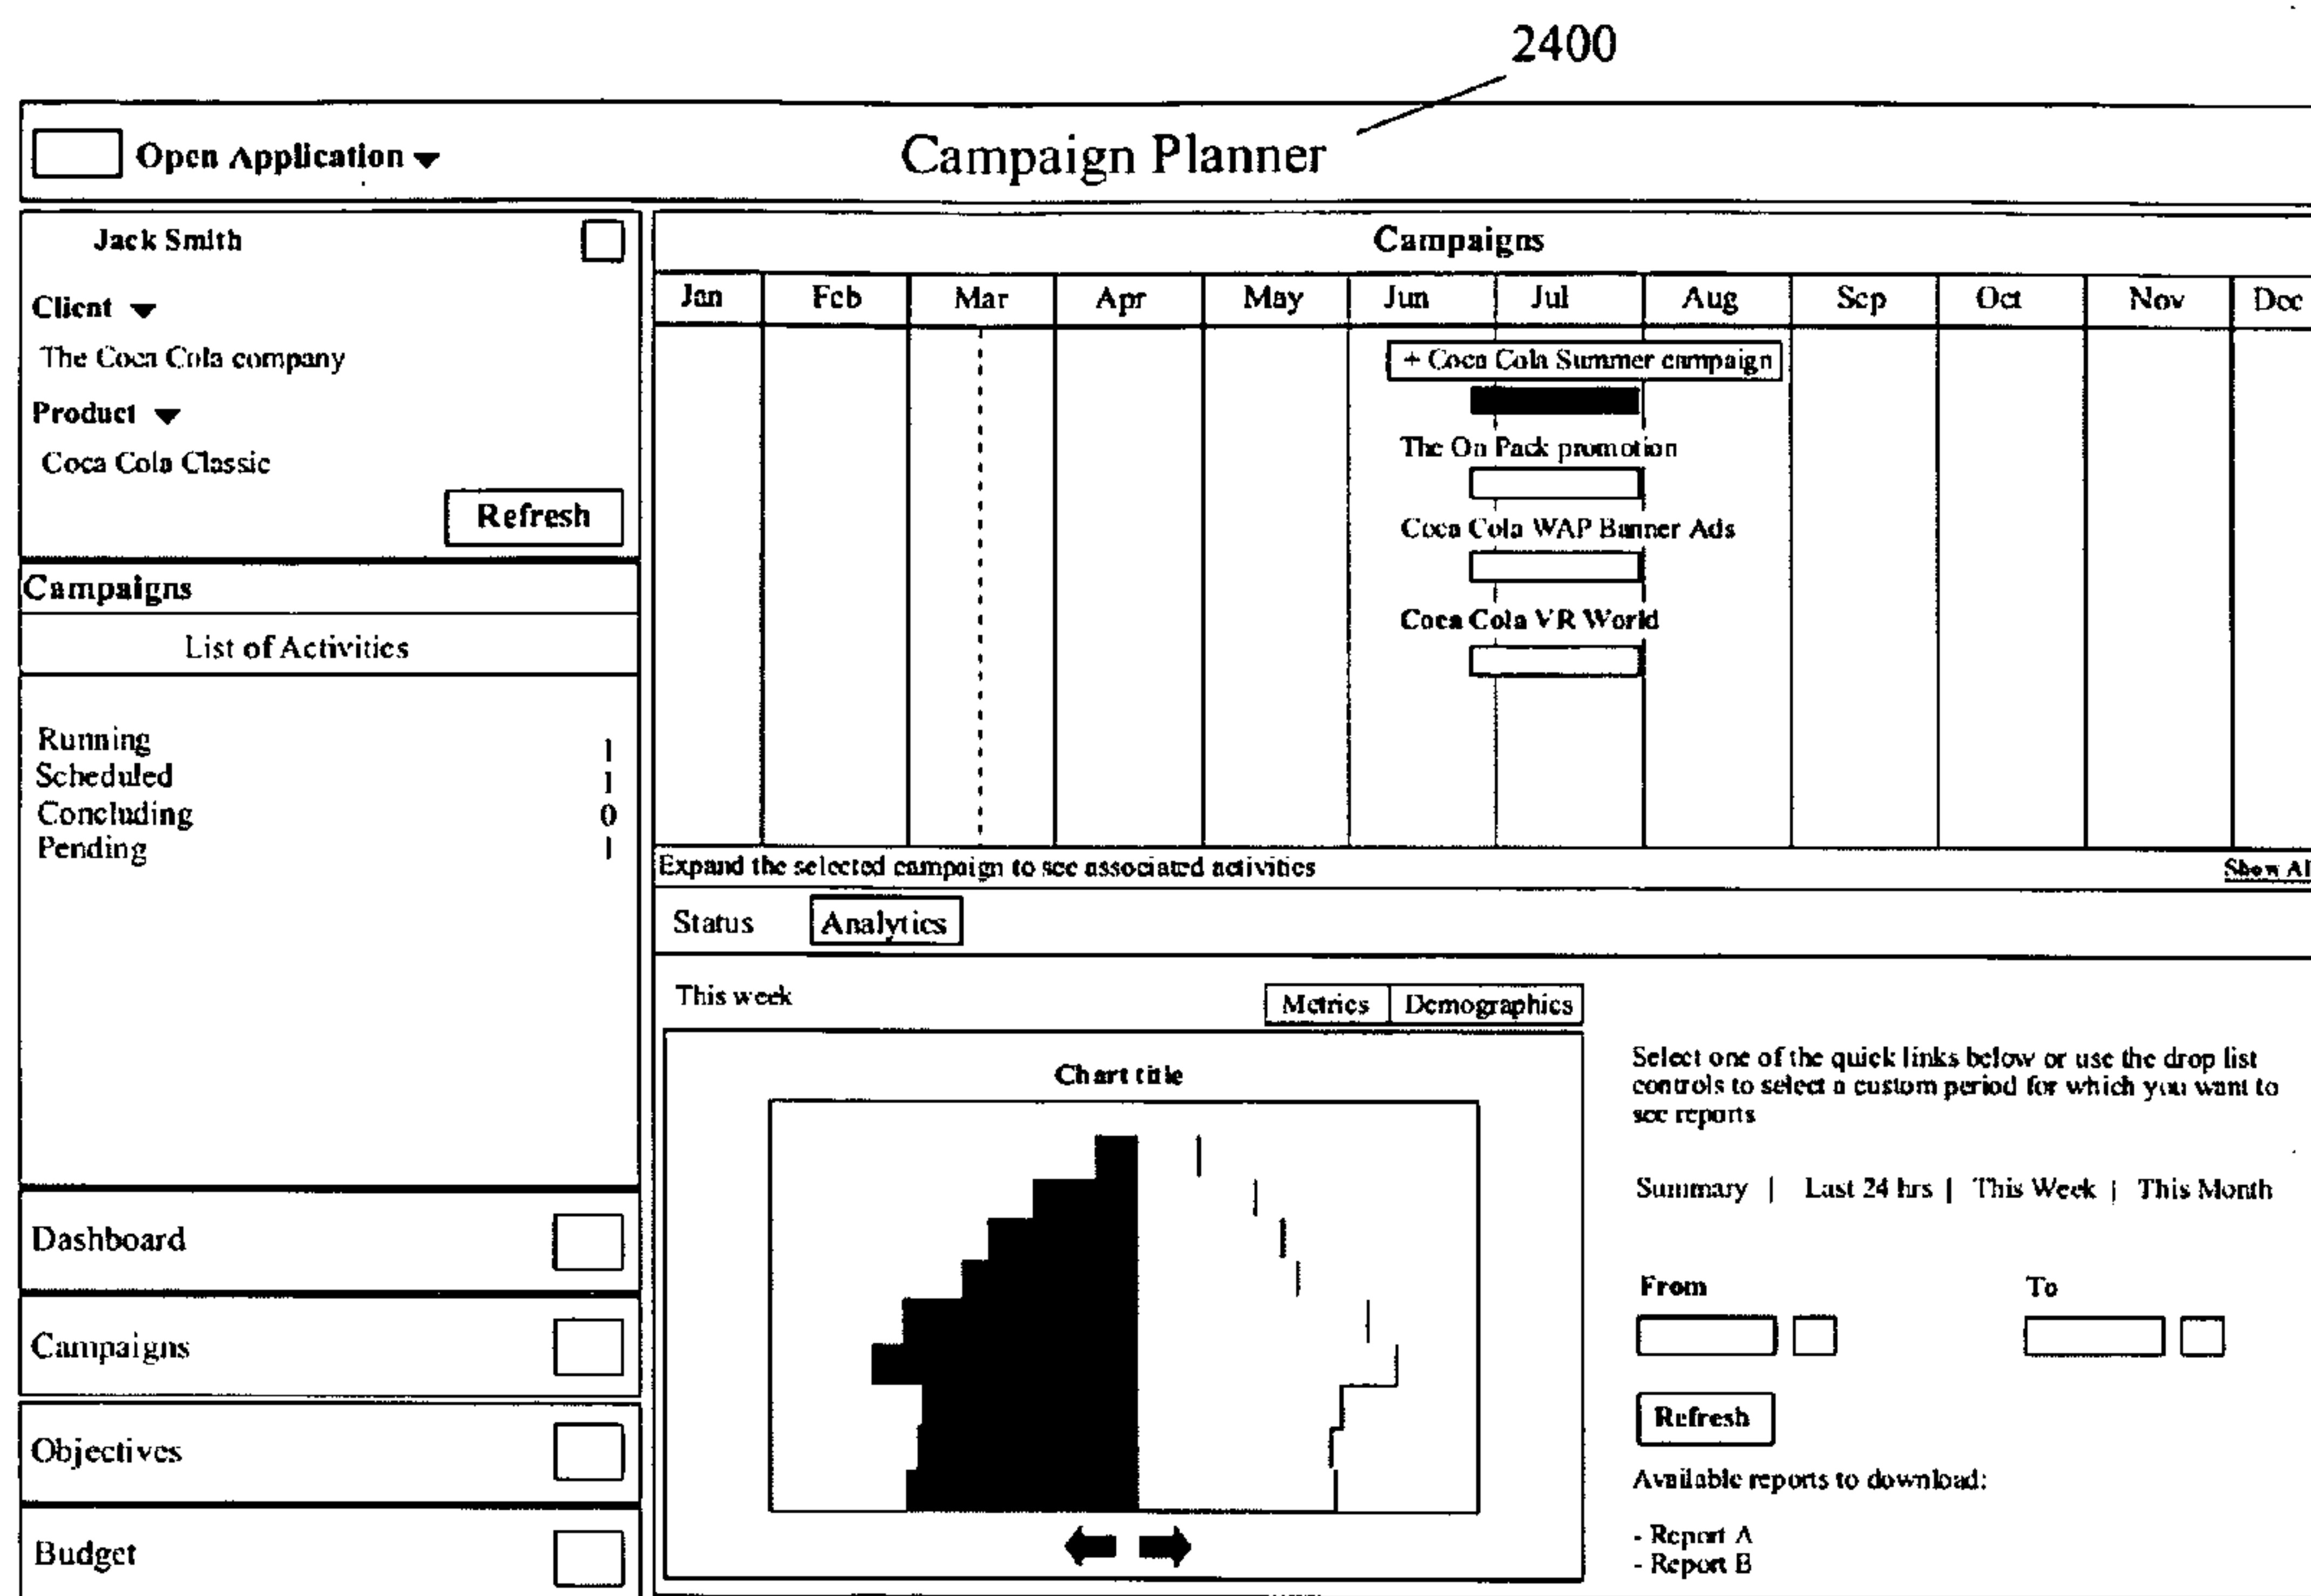 2400
Open Application
Campaign Planner
Jack Smith
Client
The Coca Cola company
Product
Coca Cola Classic
Refresh
Campaigns
List of Activities
Running 1
Scheduled 1
Concluding 0
Pending 1
Dashboard
Campaigns
Objectives
Budget
Campaigns
Jan Feb Mar Apr May Jun Jul Aug Sep Oct Nov Dec
+ Coca Cola Summer campaign
The On Pack promotion
Coca Cola WAP Banner Ads
Coca Cola VR World
Expand the selected campaign to see associated activities
Show All
Status Analytics
This week
Metrics Demographics
Chart title
Select one of the quick links below or use the drop list
controls to select a custom period for which you want to
see reports
Summary | Last 24 hrs | This Week | This Month
From To
Refresh
Available reports to download:
- Report A
- Report B